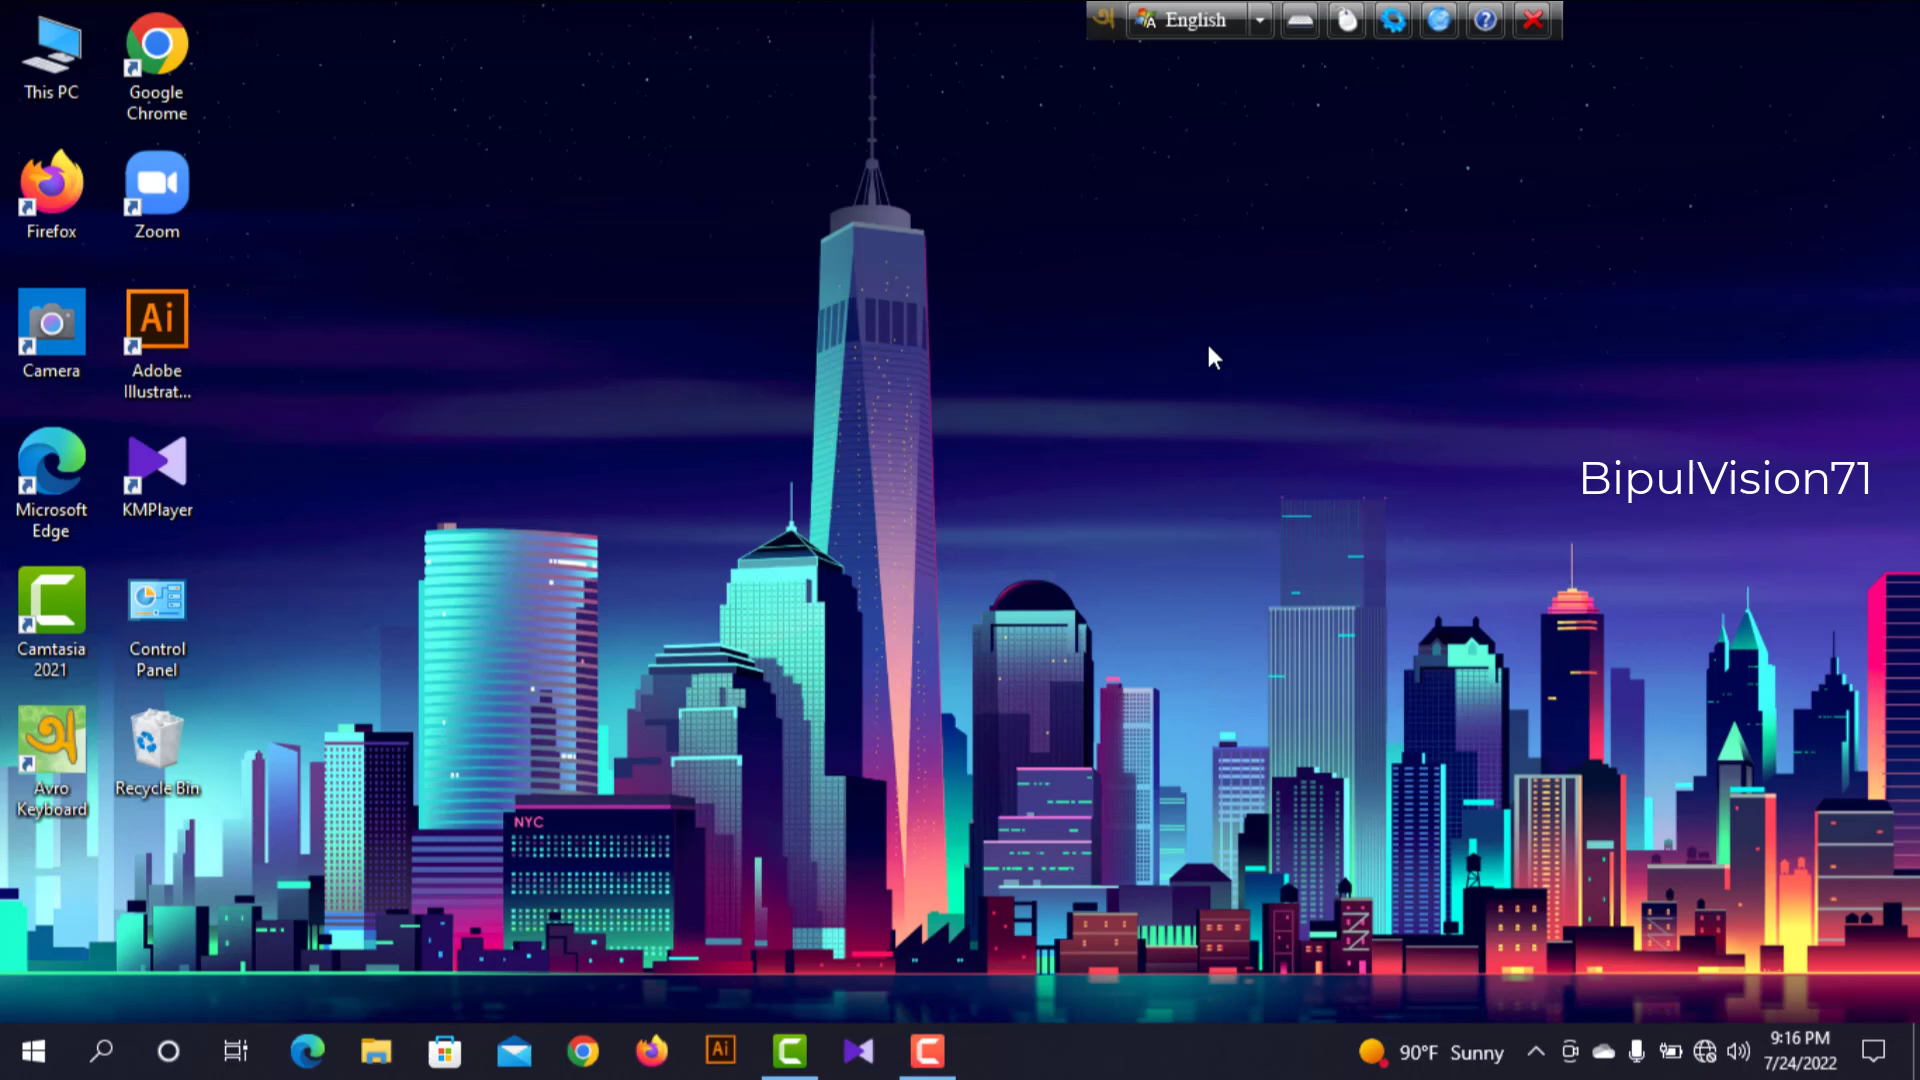 অ
English
This PC
Google
Chrome
Firefox
Zoom
Camera
Ai
Adobe
Illustrat...
Microsoft
Edge
KMPlayer
Camtasia
2021
Control
Panel
অ
Avro
Keyboard
Recycle Bin
BipulVision71
NYC
Ai
90°F Sunny
9:16 PM
7/24/2022